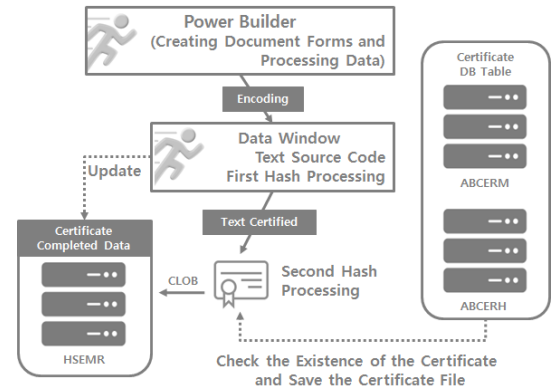 Power Builder
(Creating Document Forms and
Processing Data)
Encoding
Data Window
Text Source Code
First Hash Processing
Update
Text Certified
Certificate
Completed Data
HSEMR
CLOB
Second Hash
Processing
Certificate
DB Table
ABCERM
ABCERH
Check the Existence of the Certificate
and Save the Certificate File